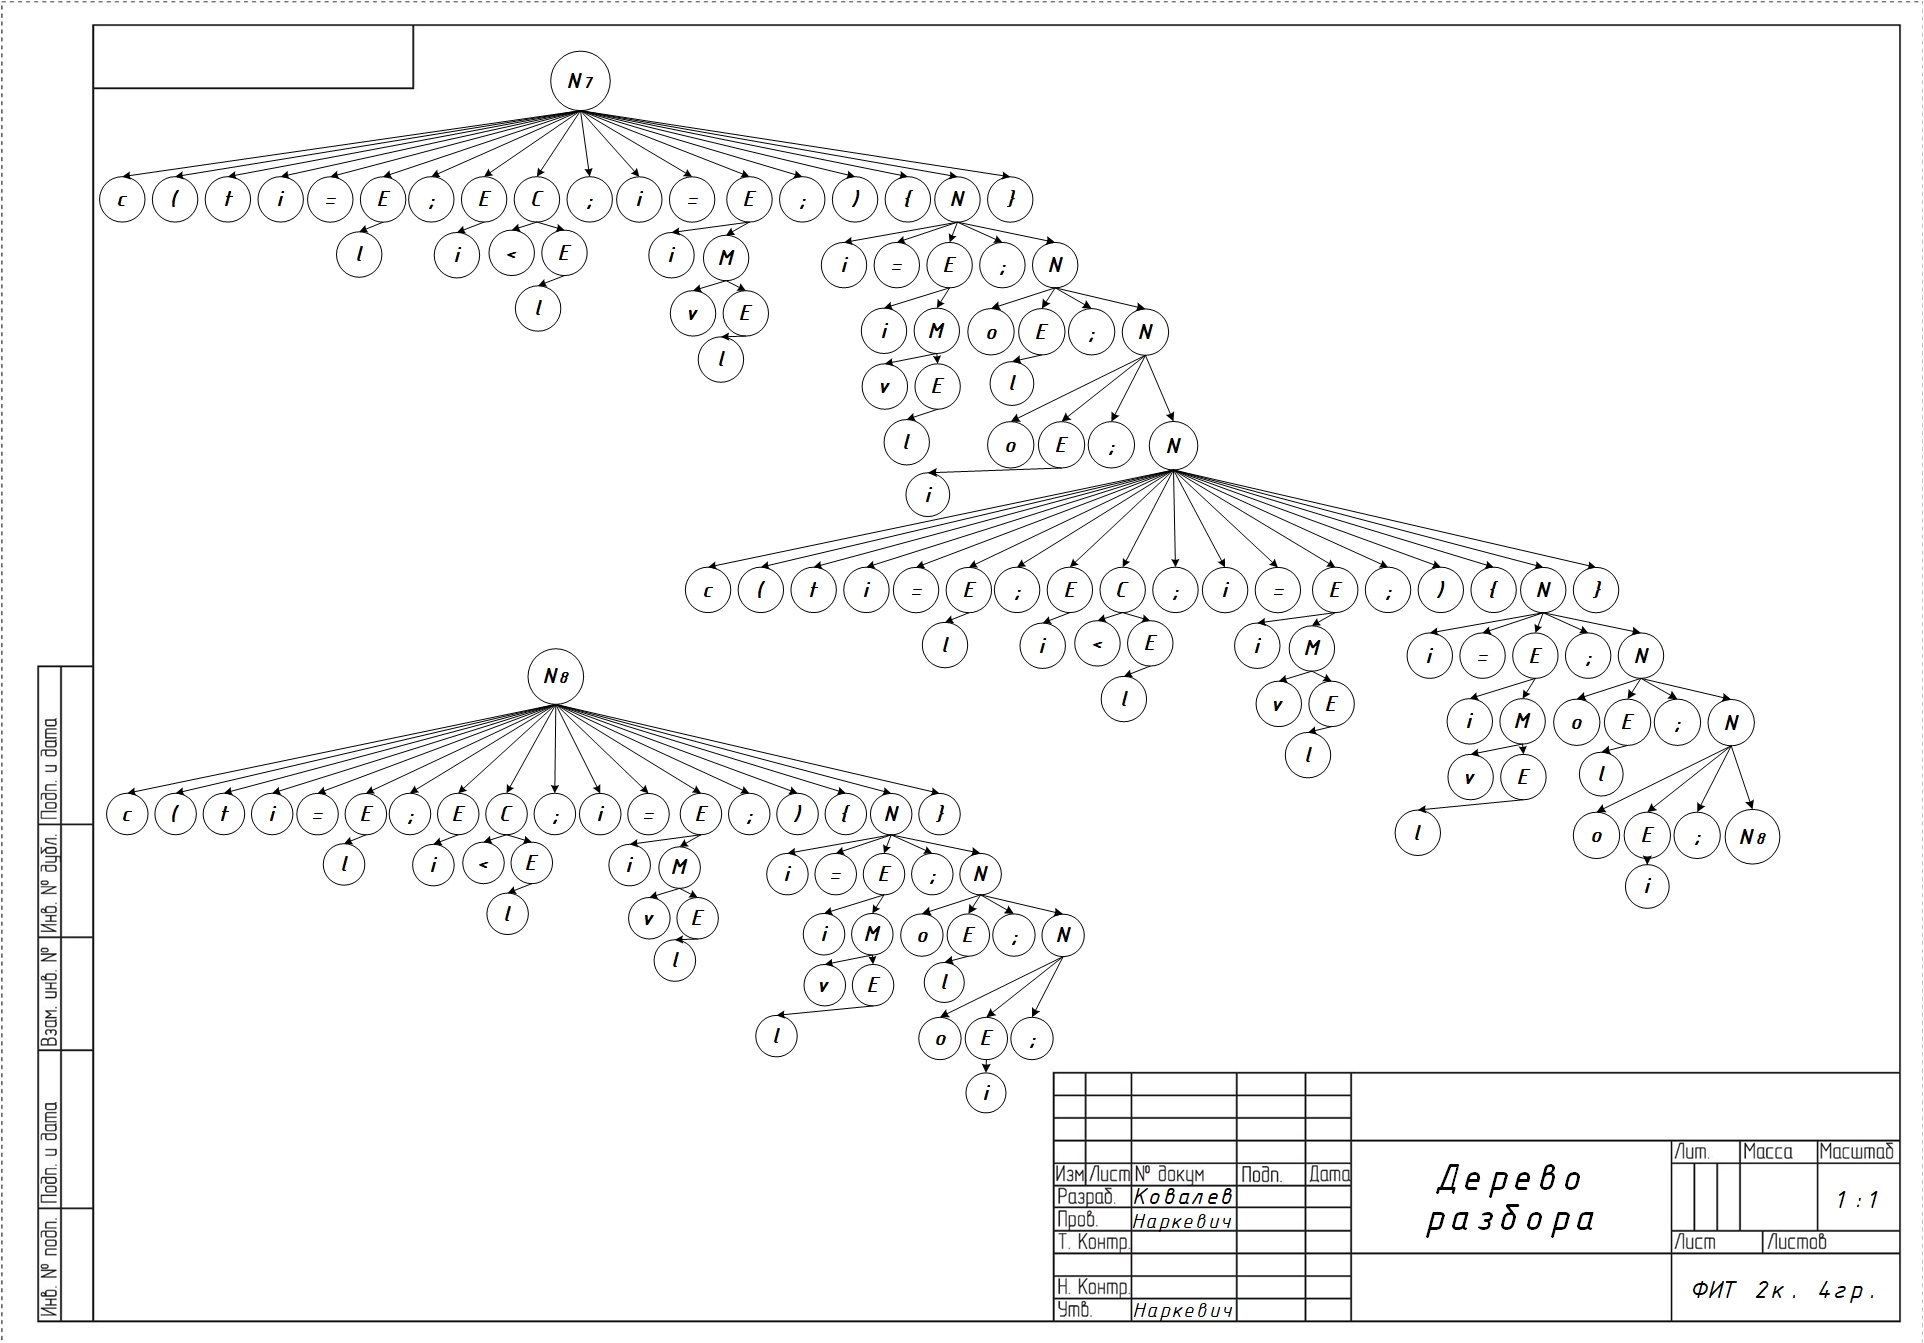 N7
c ( t i = E ; E C ; i = E ; ) { N }
l i < E i M i = E ; N
l v E i M o E ; N
l v E l
l o E ; N
i
c ( t i = E ; E C ; i = E ; ) { N }
l i < E i M i = E ; N
l v E i M o E ; N
l v E l
l o E ; N8
i
N8
c ( t i = E ; E C ; i = E ; ) { N }
l i < E i M i = E ; N
l v E i M o E ; N
l v E l
l o E ; 
i
Подп. и дата
Инв. № дубл.
Взам. инв. №
Подп. и дата
Инв. № подп.
Изм Лист № докум Подп. Дата
Разраб. Ковалев
Пров. Наркевич
Т. Контр.
Н. Контр.
Утв. Наркевич
Дерево
разбора
Лит. Масса Масштаб
1:1
Лист Листов
ФИТ 2к. 4гр.